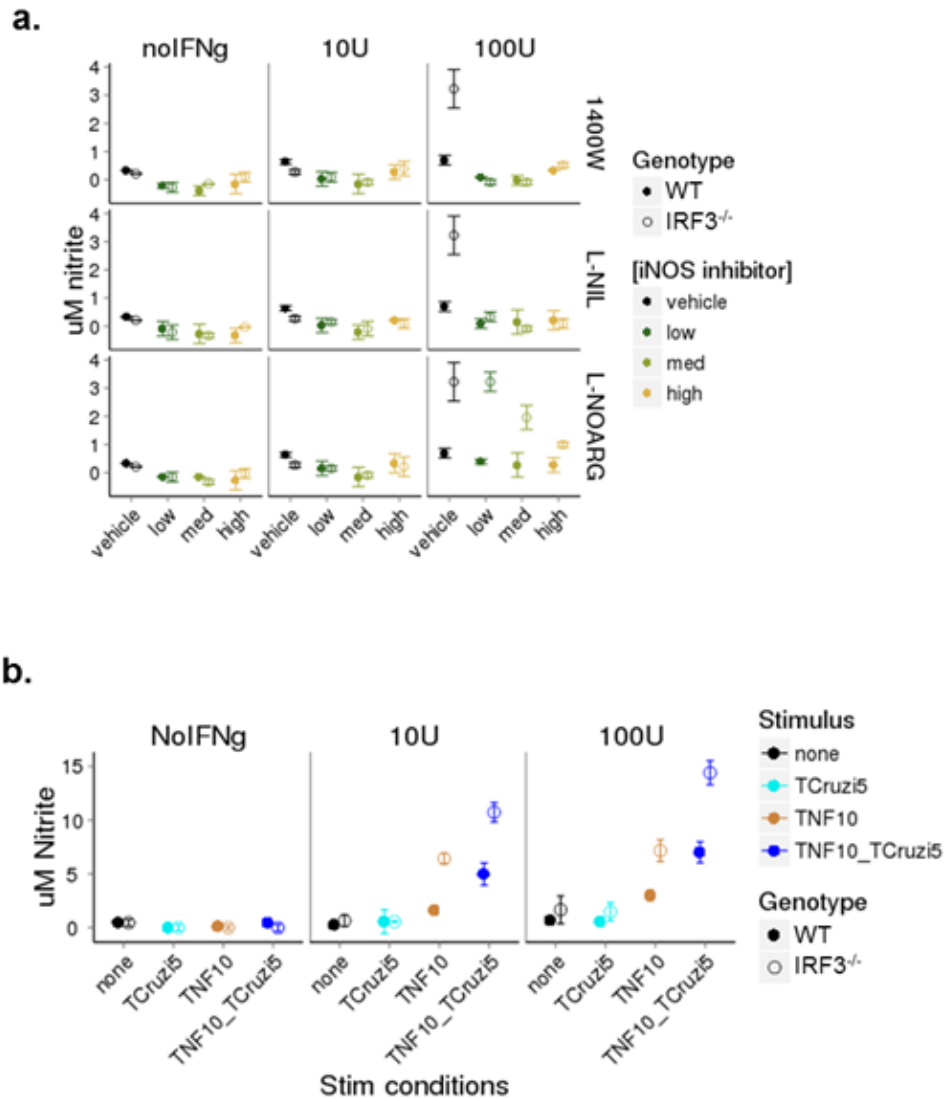 a.
noIFNg 10U 100U
4
3
2
1
0
1400W
4
3
2
1
0
L-NIL
4
3
2
1
0
L-NOARG
uM nitrite
vehicle low med high vehicle low med high vehicle low med high
Genotype
WT
IRF3-/-
[iNOS inhibitor]
vehicle
low
med
high
b.
NoIFNg 10U 100U
15
10
5
0
uM Nitrite
none TCruzi5 TNF10 TNF10_TCruzi5 none TCruzi5 TNF10 TNF10_TCruzi5 none TCruzi5 TNF10 TNF10_TCruzi5
Stim conditions
Stimulus
none
TCruzi5
TNF10
TNF10_TCruzi5
Genotype
WT
IRF3-/-